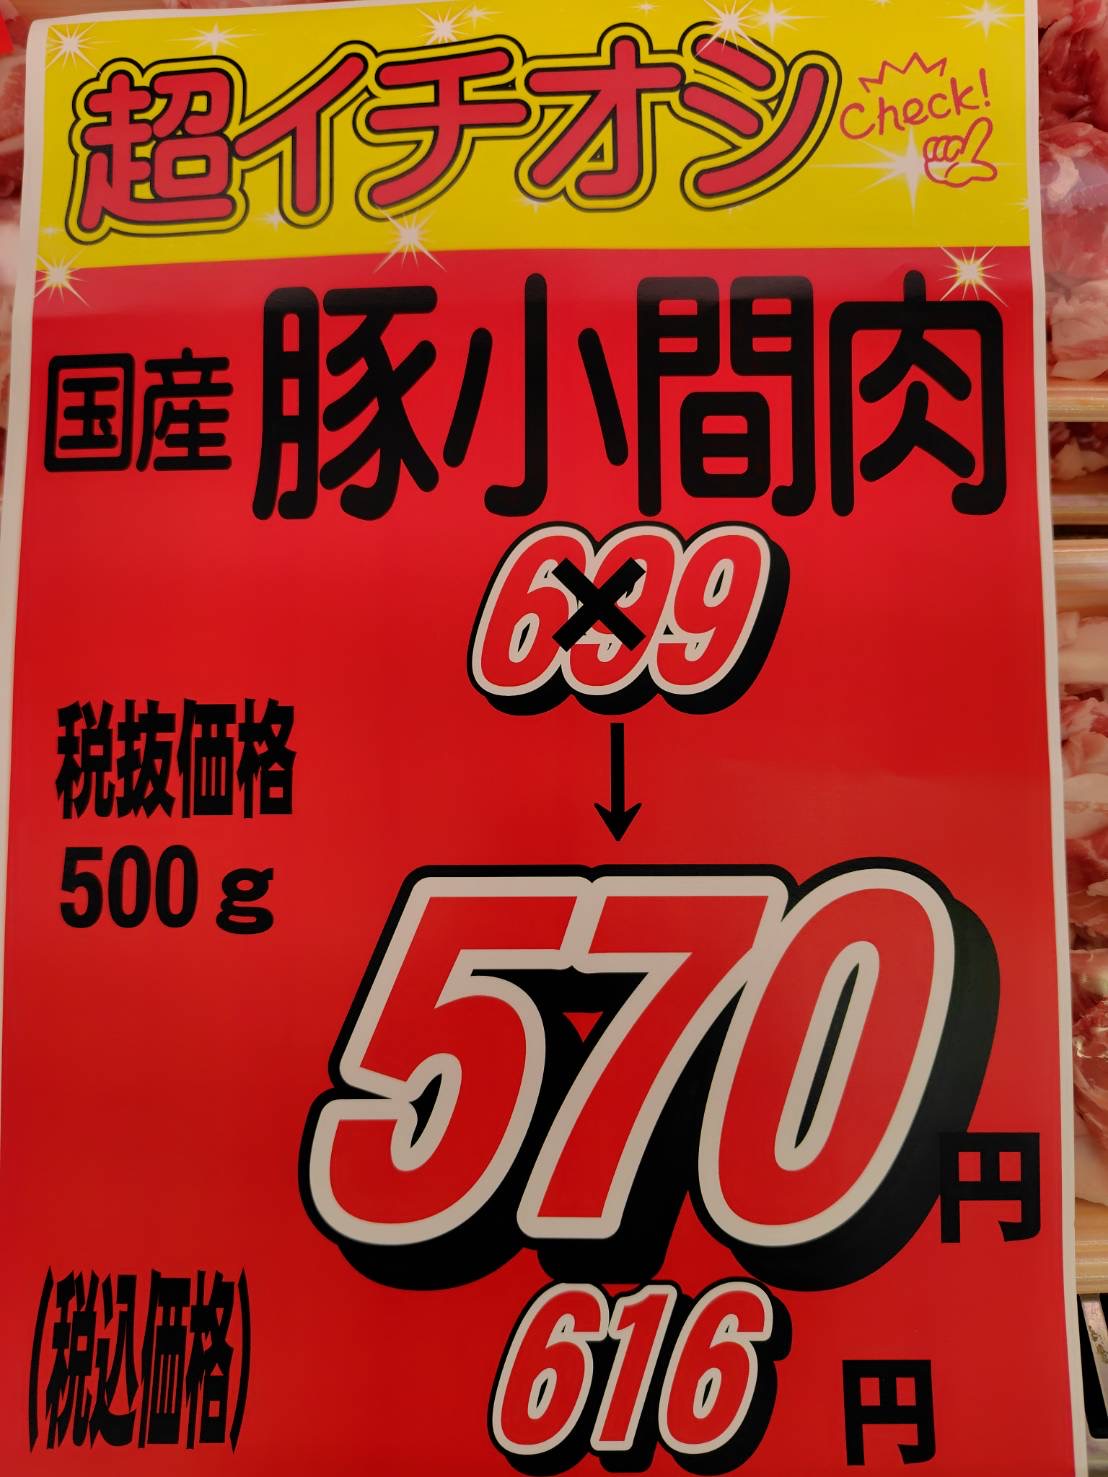 超イチオシ Check!
国産 豚小間肉
699
税抜価格
500g
570円
(税込価格) 616円